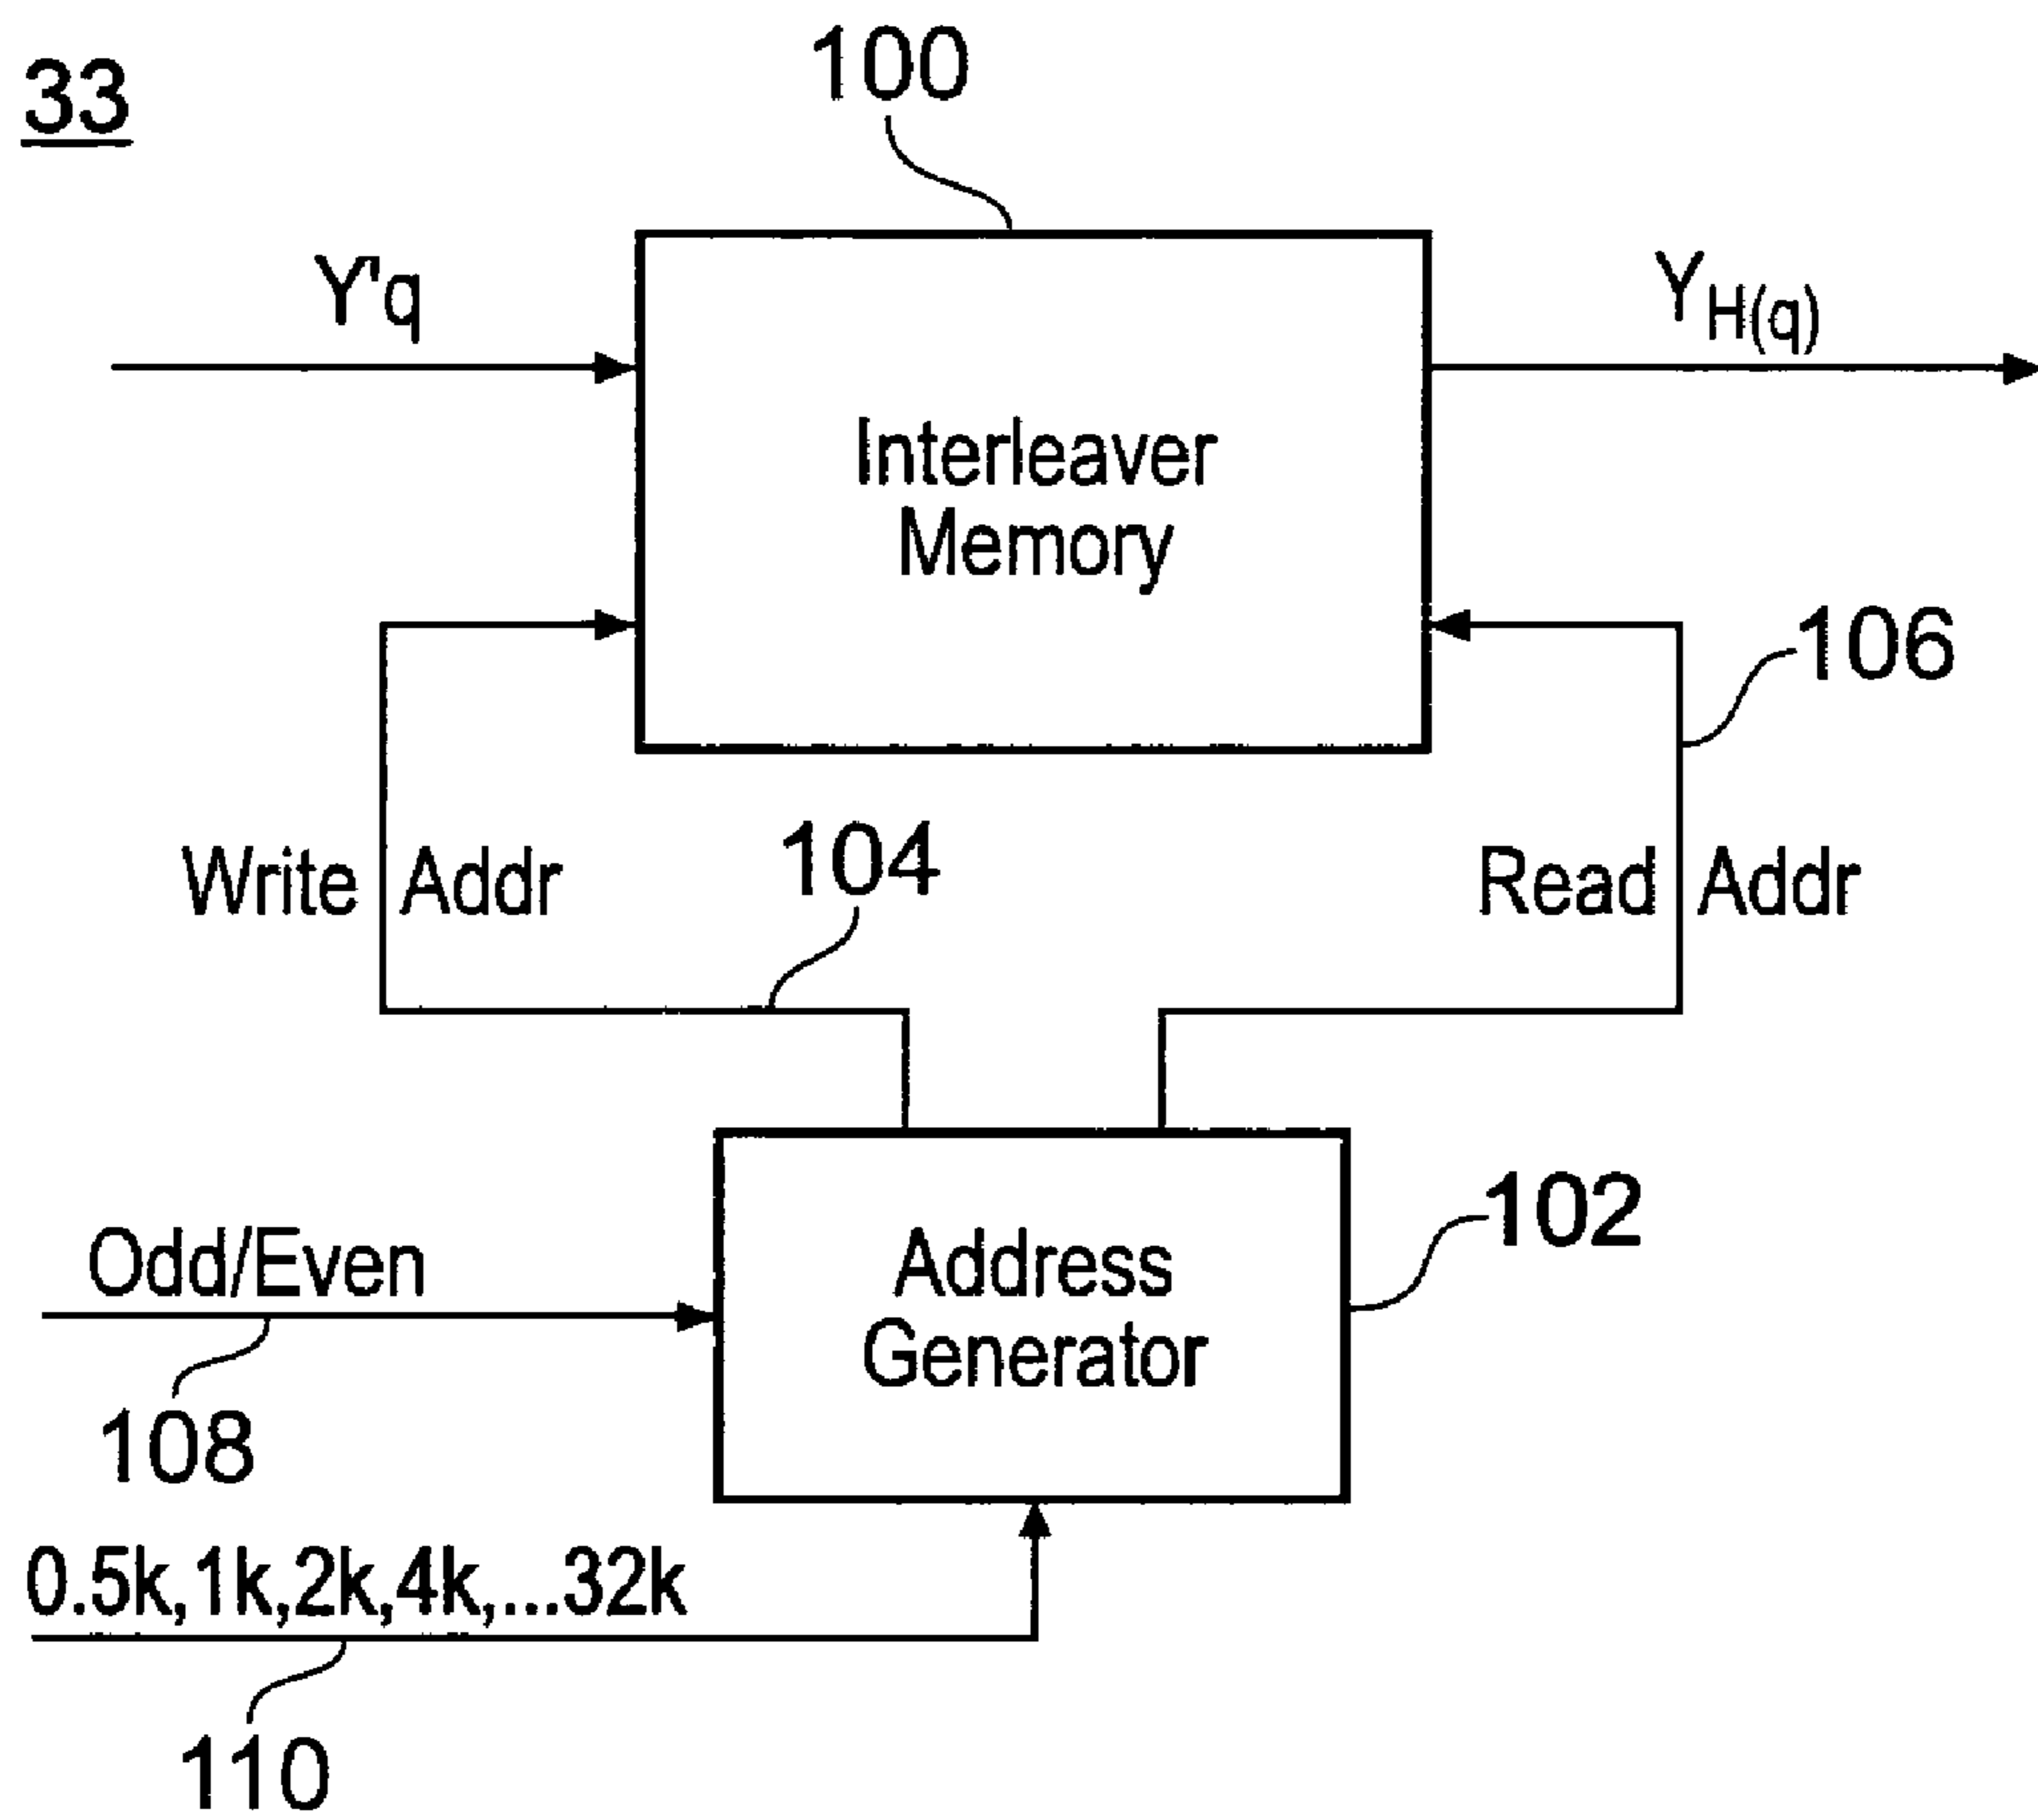 33
100
Y'q
YH(q)
Interleaver
Memory
106
Write Addr
104
Read Addr
102
Odd/Even
Address
Generator
108
0.5k,1k,2k,4k,...32k
110